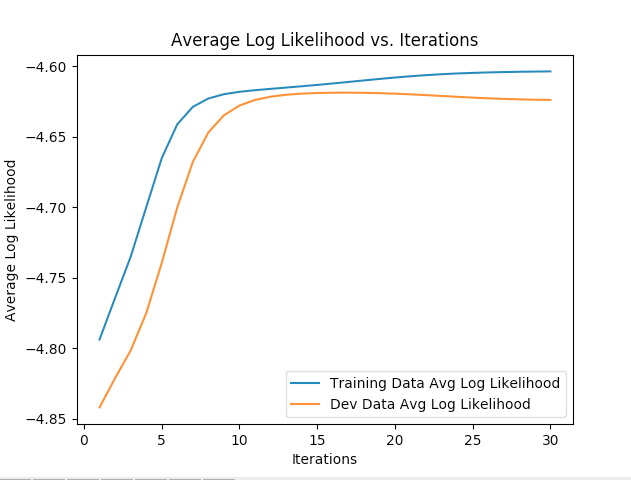 Average Log Likelihood vs. Iterations
−4.60
−4.65
−4.70
−4.75
−4.80
−4.85
Average Log Likelihood
Training Data Avg Log Likelihood
Dev Data Avg Log Likelihood
0 5 10 15 20 25 30
Iterations